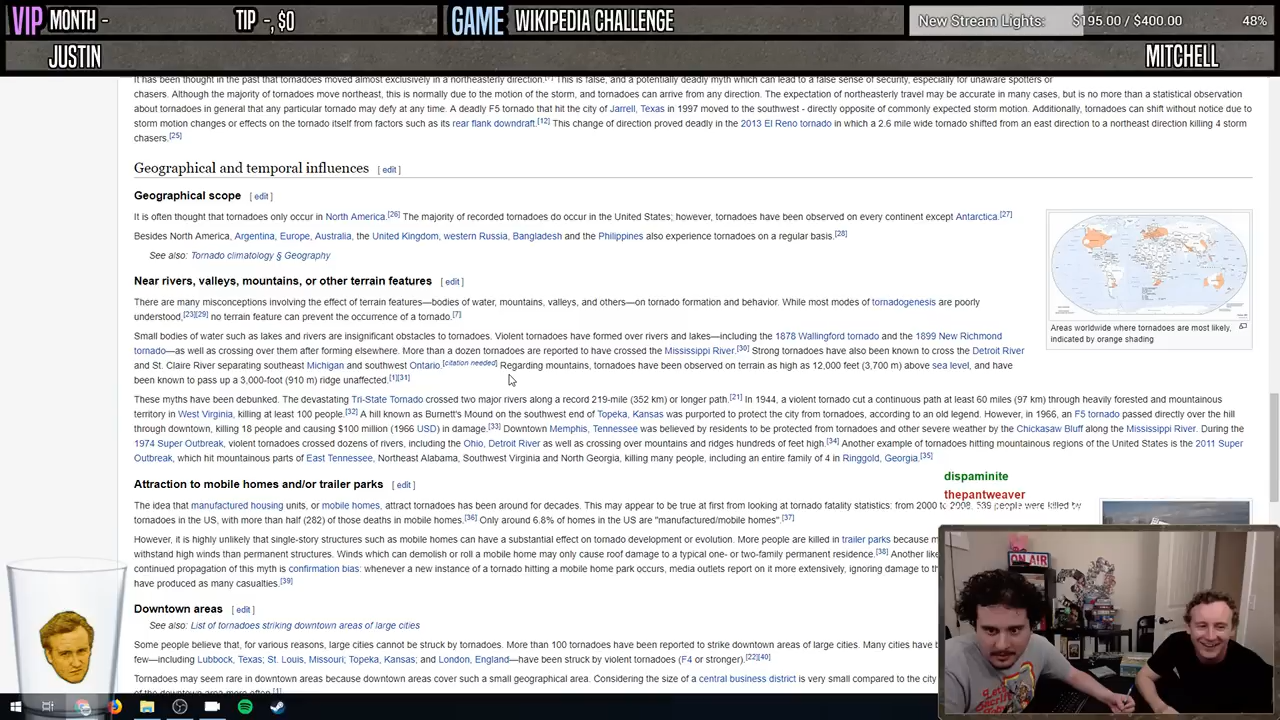 VIP MONTH -
TIP -, $0
GAME WIKIPEDIA CHALLENGE
New Stream Lights: $195.00 / $400.00 48%
JUSTIN
MITCHELL
It has been thought in the past that tornadoes moved almost exclusively in a northeasterly direction. This is false, and a potentially deadly myth which can lead to a false sense of security, especially for unaware spotters or
chasers. Although the majority of tornadoes move northeast, this is normally due to the motion of the storm, and tornadoes can arrive from any direction. The expectation of northeasterly travel may be accurate in many cases, but is no more than a statistical observation
about tornadoes in general that any particular tornado may defy at any time. A deadly F5 tornado that hit the city of Jarrell, Texas in 1997 moved to the southwest - directly opposite of commonly expected storm motion. Additionally, tornadoes can shift without notice due to
storm motion changes or effects on the tornado itself from factors such as its rear flank downdraft.[12] This change of direction proved deadly in the 2013 El Reno tornado in which a 2.6 mile wide tornado shifted from an east direction to a northeast direction killing 4 storm
chasers.[25]
Geographical and temporal influences [ edit ]
Geographical scope [ edit ]
It is often thought that tornadoes only occur in North America.[26] The majority of recorded tornadoes do occur in the United States; however, tornadoes have been observed on every continent except Antarctica.[27]
Besides North America, Argentina, Europe, Australia, the United Kingdom, western Russia, Bangladesh and the Philippines also experience tornadoes on a regular basis.[28]
See also: Tornado climatology § Geography
Near rivers, valleys, mountains, or other terrain features [ edit ]
There are many misconceptions involving the effect of terrain features—bodies of water, mountains, valleys, and others—on tornado formation and behavior. While most modes of tornadogenesis are poorly
understood,[23][29] no terrain feature can prevent the occurrence of a tornado.[7]
Areas worldwide where tornadoes are most likely,
indicated by orange shading
Small bodies of water such as lakes and rivers are insignificant obstacles to tornadoes. Violent tornadoes have formed over rivers and lakes—including the 1878 Wallingford tornado and the 1899 New Richmond
tornado—as well as crossing over them after forming elsewhere. More than a dozen tornadoes are reported to have crossed the Mississippi River.[30] Strong tornadoes have also been known to cross the Detroit River
and St. Claire River separating southeast Michigan and southwest Ontario.[citation needed] Regarding mountains, tornadoes have been observed on terrain as high as 12,000 feet (3,700 m) above sea level, and have
been known to pass up a 3,000-foot (910 m) ridge unaffected.[1][31]
These myths have been debunked. The devastating Tri-State Tornado crossed two major rivers along a record 219-mile (352 km) or longer path.[21] In 1944, a violent tornado cut a continuous path at least 60 miles (97 km) through heavily forested and mountainous
territory in West Virginia, killing at least 100 people.[32] A hill known as Burnett's Mound on the southwest end of Topeka, Kansas was purported to protect the city from tornadoes, according to an old legend. However, in 1966, an F5 tornado passed directly over the hill
through downtown, killing 18 people and causing $100 million (1966 USD) in damage.[33] Downtown Memphis, Tennessee was believed by residents to be protected from tornadoes and other severe weather by the Chickasaw Bluff along the Mississippi River. During the
1974 Super Outbreak, violent tornadoes crossed dozens of rivers, including the Ohio, Detroit River as well as crossing over mountains and ridges hundreds of feet high.[34] Another example of tornadoes hitting mountainous regions of the United States is the 2011 Super
Outbreak, which hit mountainous parts of East Tennessee, Northeast Alabama, Southwest Virginia and North Georgia, killing many people, including an entire family of 4 in Ringgold, Georgia.[35]
dispaminite
thepantweaver
Attraction to mobile homes and/or trailer parks [ edit ]
The idea that manufactured housing units, or mobile homes, attract tornadoes has been around for decades. This may appear to be true at first from looking at tornado fatality statistics: from 2000 to 2008, 539 people were killed by
tornadoes in the US, with more than half (282) of those deaths in mobile homes.[36] Only around 6.8% of homes in the US are "manufactured/mobile homes".[37]
However, it is highly unlikely that single-story structures such as mobile homes can have a substantial effect on tornado development or evolution. More people are killed in trailer parks because m
withstand high winds than permanent structures. Winds which can demolish or roll a mobile home may only cause roof damage to a typical one- or two-family permanent residence.[38] Another like
continued propagation of this myth is confirmation bias: whenever a new instance of a tornado hitting a mobile home park occurs, media outlets report on it more extensively, ignoring damage to th
have produced as many casualties.[39]
ON AIR
Downtown areas [ edit ]
See also: List of tornadoes striking downtown areas of large cities
Some people believe that, for various reasons, large cities cannot be struck by tornadoes. More than 100 tornadoes have been reported to strike downtown areas of large cities. Many cities have b
few—including Lubbock, Texas; St. Louis, Missouri; Topeka, Kansas; and London, England—have been struck by violent tornadoes (F4 or stronger).[22][40]
Tornadoes may seem rare in downtown areas because downtown areas cover such a small geographical area. Considering the size of a central business district is very small compared to the city
of the downtown area more often.[1]